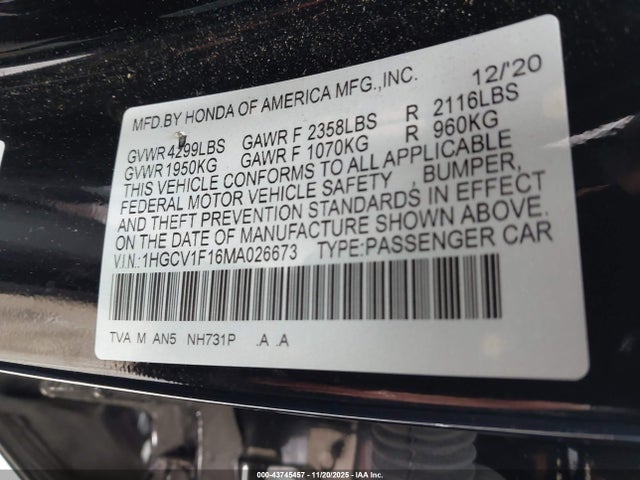 MFD.BY HONDA OF AMERICA MFG.,INC. 12/'20
GVWR 4299LBS GAWR F 2358LBS R 2116LBS
GVWR 1950KG GAWR F 1070KG R 960KG
THIS VEHICLE CONFORMS TO ALL APPLICABLE
FEDERAL MOTOR VEHICLE SAFETY , BUMPER,
AND THEFT PREVENTION STANDARDS IN EFFECT
ON THE DATE OF MANUFACTURE SHOWN ABOVE.
V.I.N.:1HGCV1F16MA026673 TYPE:PASSENGER CAR
TVA M AN5 NH731P .A .A
000-43745457 - 11/20/2025 - IAA Inc.